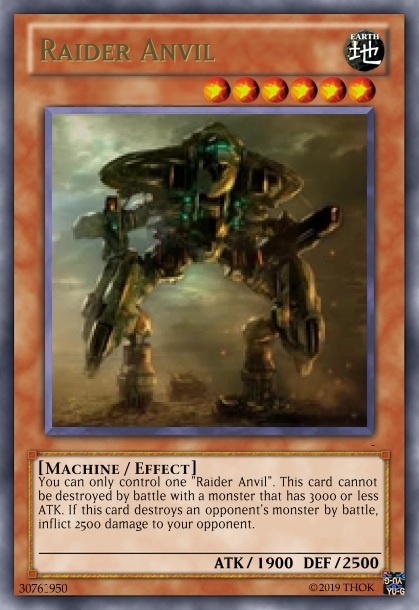 RAIDER ANVIL
EARTH
地
[MACHINE / EFFECT]
You can only control one "Raider Anvil". This card cannot
be destroyed by battle with a monster that has 3000 or less
ATK. If this card destroys an opponent's monster by battle,
inflict 2500 damage to your opponent.
ATK / 1900 DEF / 2500
©2019 THOK